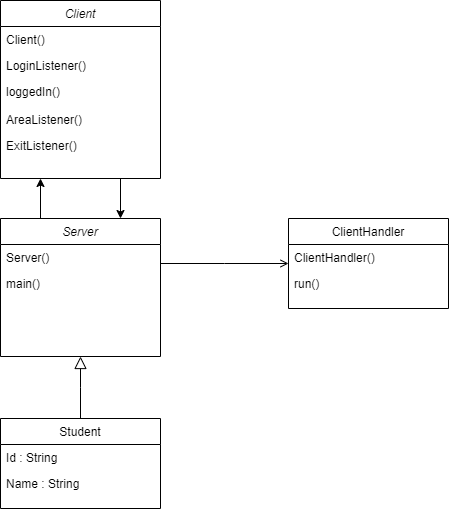 Client
Client()
LoginListener()
loggedIn()
AreaListener()
ExitListener()
Server
Server()
main()
ClientHandler
ClientHandler()
run()
Student
Id : String
Name : String